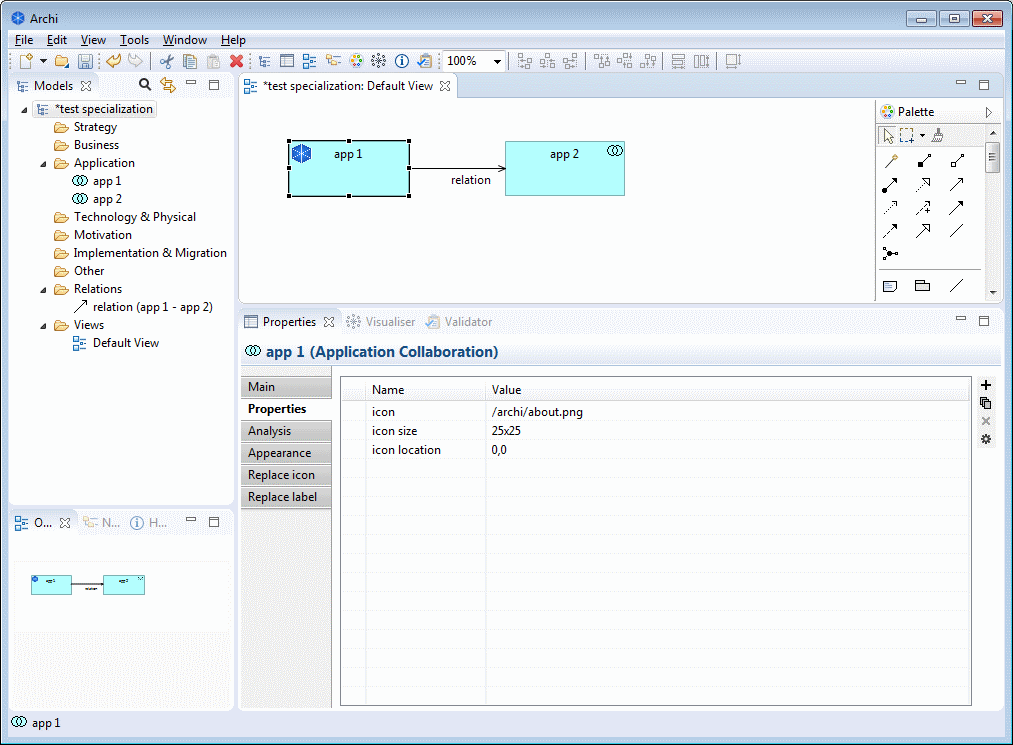 Archi
File Edit View Tools Window Help
100%
Models
*test specialization
Strategy
Business
Application
app 1
app 2
Technology & Physical
Motivation
Implementation & Migration
Other
Relations
relation (app 1 - app 2)
Views
Default View
*test specialization: Default View
app 1
relation
app 2
Palette
O... N... H...
Properties Visualiser Validator
app 1 (Application Collaboration)
Main
Properties
Analysis
Appearance
Replace icon
Replace label
Name Value
icon /archi/about.png
icon size 25x25
icon location 0,0
app 1